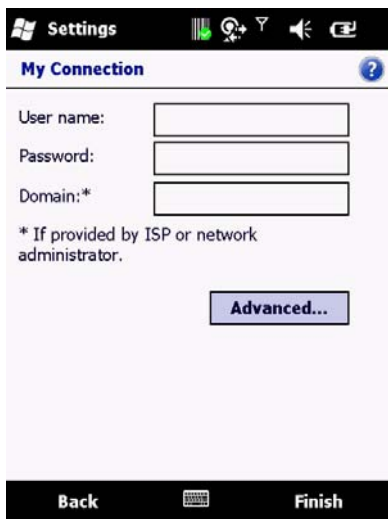 Settings
My Connection
User name:
Password:
Domain:*
* If provided by ISP or network
administrator.
Advanced...
Back Finish